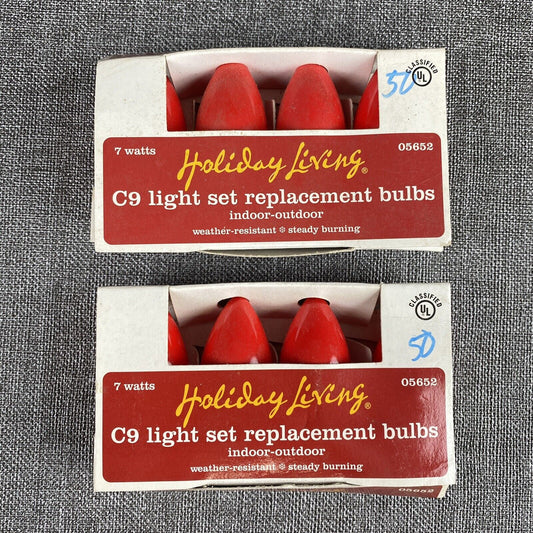 CLASSIFIED
UL
50
7 watts
05652
Holiday Living®
C9 light set replacement bulbs
indoor-outdoor
weather-resistant ❄ steady burning
CLASSIFIED
UL
50
7 watts
05652
Holiday Living®
C9 light set replacement bulbs
indoor-outdoor
weather-resistant ❄ steady burning
05652